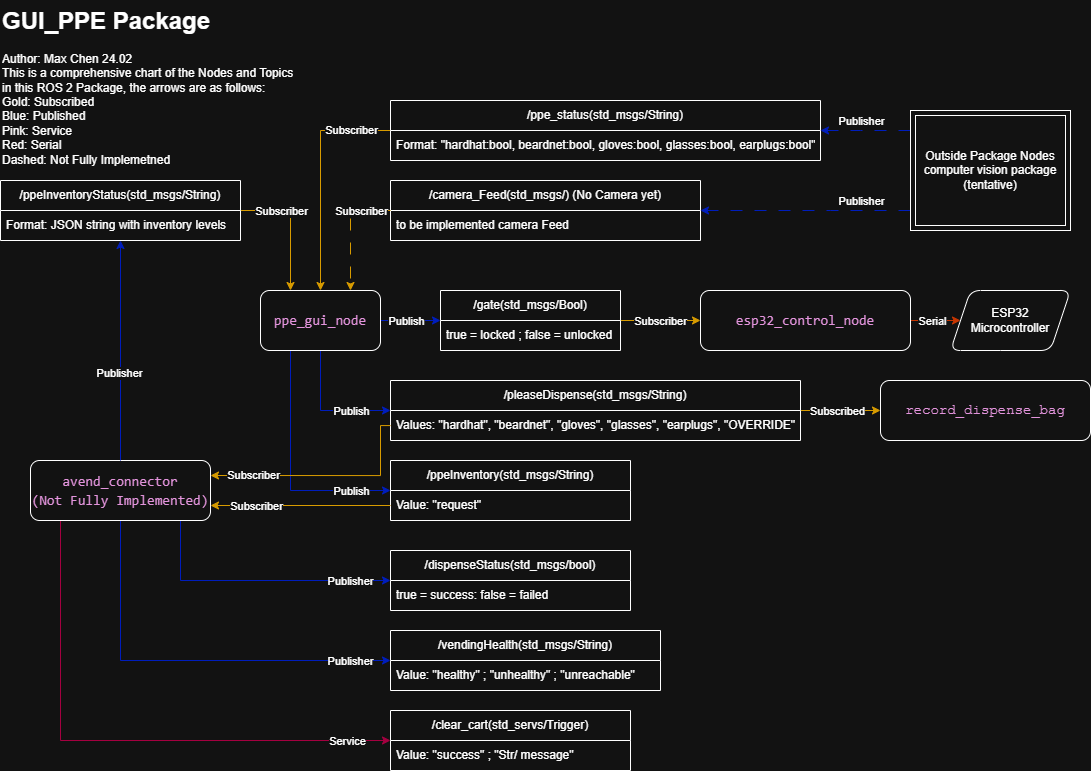 GUI_PPE Package
Author: Max Chen 24.02
This is a comprehensive chart of the Nodes and Topics
in this ROS 2 Package, the arrows are as follows:
Gold: Subscribed
Blue: Published
Pink: Service
Red: Serial
Dashed: Not Fully Implemetned
/ppe_status(std_msgs/String)
Format: "hardhat:bool, beardnet:bool, gloves:bool, glasses:bool, earplugs:bool"
Subscriber
Publisher
Outside Package Nodes
computer vision package
(tentative)
/ppeInventoryStatus(std_msgs/String)
Format: JSON string with inventory levels
Subscriber
Subscriber
/camera_Feed(std_msgs/) (No Camera yet)
to be implemented camera Feed
Publisher
ppe_gui_node
Publish
/gate(std_msgs/Bool)
true = locked ; false = unlocked
Subscriber
esp32_control_node
Serial
ESP32
Microcontroller
Publisher
Publish
/pleaseDispense(std_msgs/String)
Values: "hardhat", "beardnet", "gloves", "glasses", "earplugs", "OVERRIDE"
Subscribed
record_dispense_bag
avend_connector
(Not Fully Implemented)
Subscriber
Publish
Subscriber
/ppeInventory(std_msgs/String)
Value: "request"
Publisher
/dispenseStatus(std_msgs/bool)
true = success: false = failed
Publisher
/vendingHealth(std_msgs/String)
Value: "healthy" ; "unhealthy" ; "unreachable"
Service
/clear_cart(std_servs/Trigger)
Value: "success" ; "Str/ message"